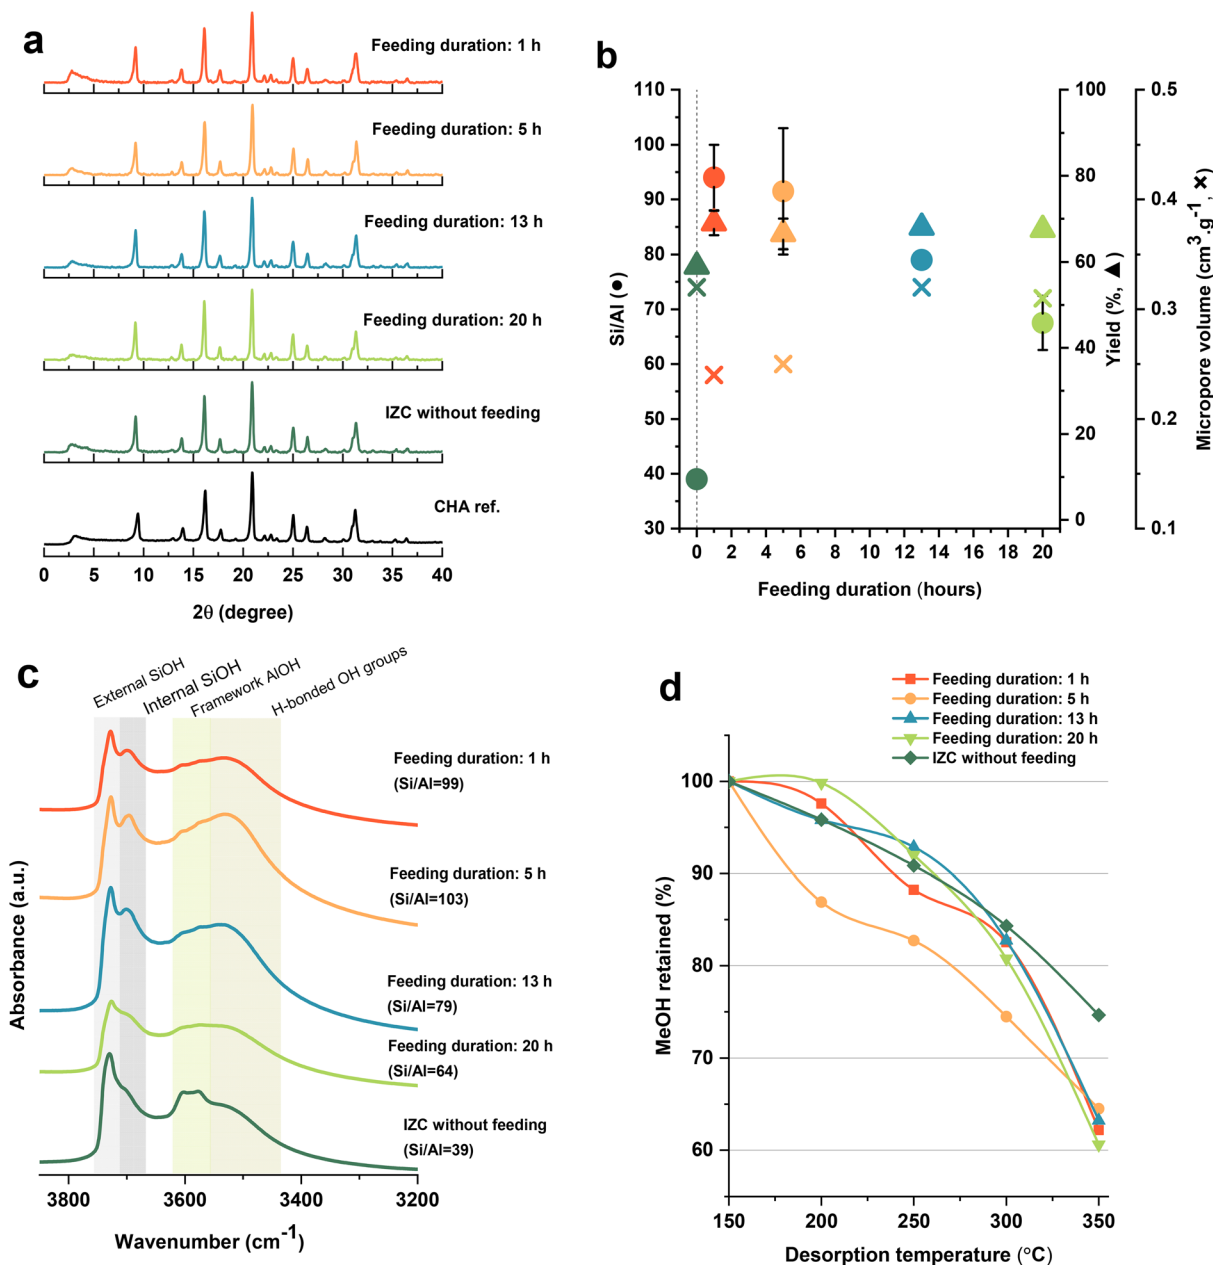 a
Feeding duration: 1 h
Feeding duration: 5 h
Feeding duration: 13 h
Feeding duration: 20 h
IZC without feeding
CHA ref.
0 5 10 15 20 25 30 35 40
2θ (degree)
b
110
100
90
80
70
60
50
40
30
Si/Al (●)
100
80
60
40
20
0
Yield (%, ▲)
0.5
0.4
0.3
0.2
0.1
Micropore volume (cm³.g⁻¹, ×)
0 2 4 6 8 10 12 14 16 18 20
Feeding duration (hours)
c
External SiOH
Internal SiOH
Framework AlOH
H-bonded OH groups
Feeding duration: 1 h
(Si/Al=99)
Feeding duration: 5 h
(Si/Al=103)
Feeding duration: 13 h
(Si/Al=79)
Feeding duration: 20 h
(Si/Al=64)
IZC without feeding
(Si/Al=39)
Absorbance (a.u.)
3800 3600 3400 3200
Wavenumber (cm⁻¹)
d
Feeding duration: 1 h
Feeding duration: 5 h
Feeding duration: 13 h
Feeding duration: 20 h
IZC without feeding
100
90
80
70
60
MeOH retained (%)
150 200 250 300 350
Desorption temperature (°C)